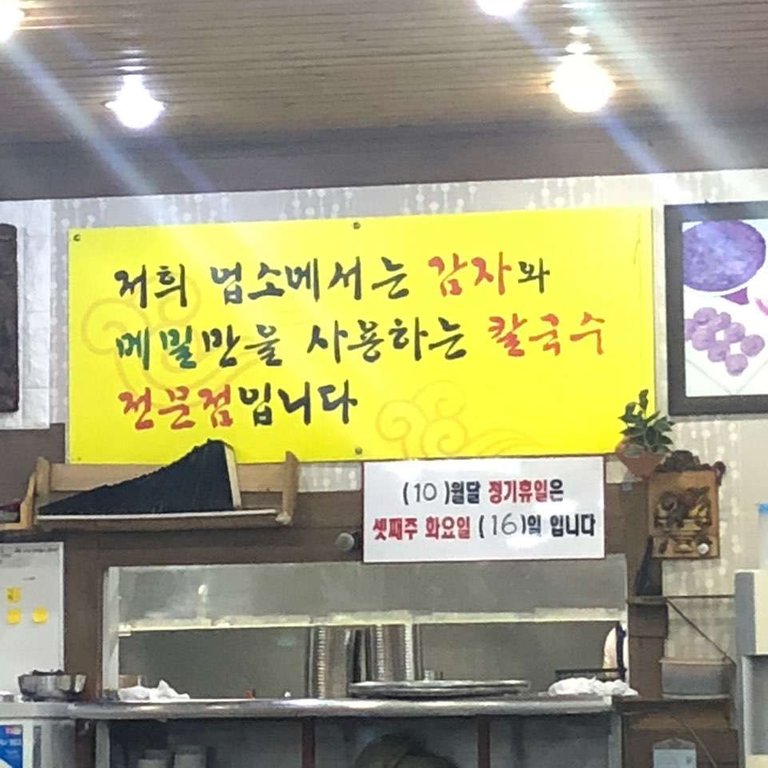 저희 업소에서는 감자와
메밀만을 사용하는 칼국수
전문점입니다
(10)월달 정기휴일은
셋째주 화요일 (16)일 입니다